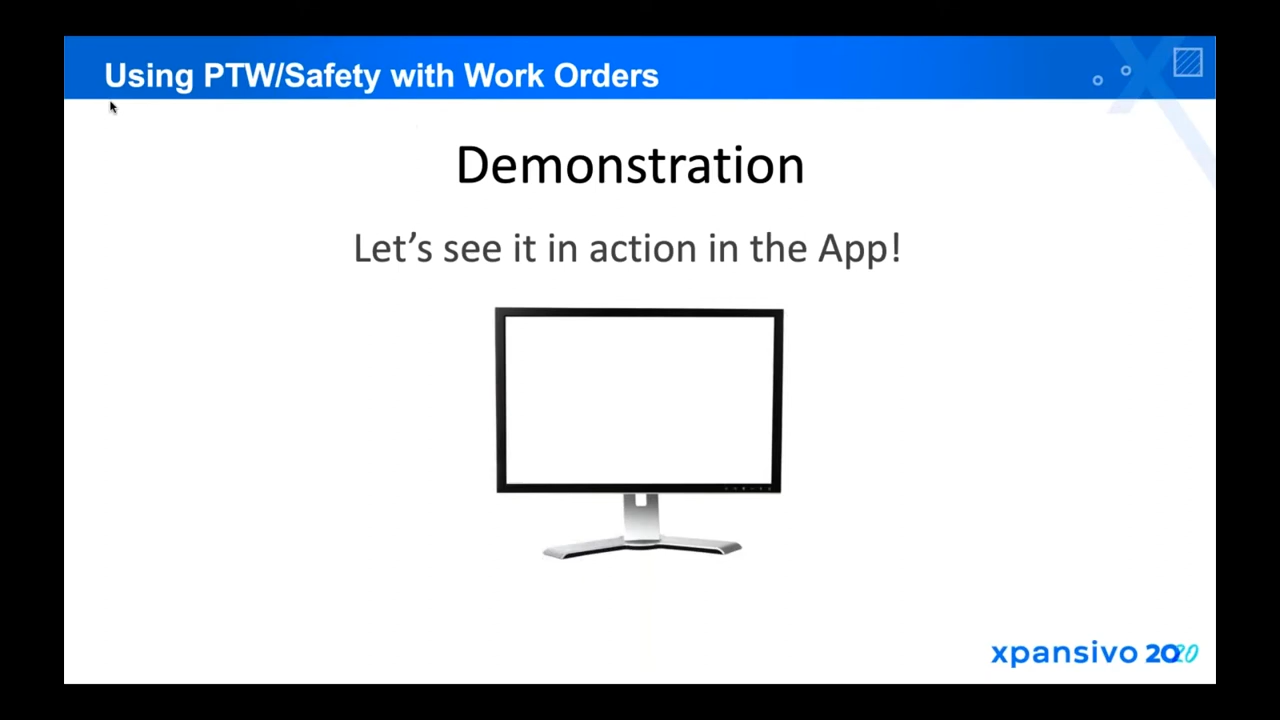 Using PTW/Safety with Work Orders
Demonstration
Let’s see it in action in the App!
xpansivo 2020